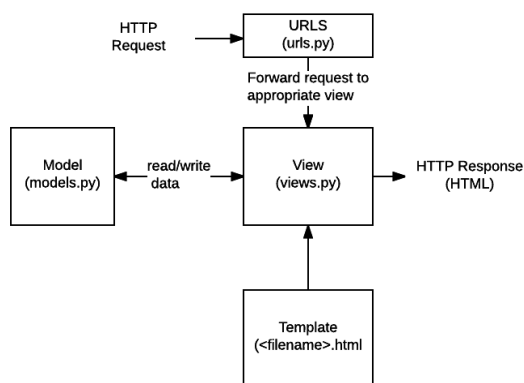 HTTP
Request
URLS
(urls.py)
Forward request to
appropriate view
Model
(models.py)
read/write
data
View
(views.py)
HTTP Response
(HTML)
Template
(<filename>.html